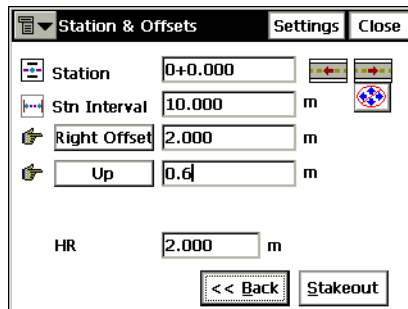 Station & Offsets Settings Close
Station 0+0.000
Stn Interval 10.000 m
Right Offset 2.000 m
Up 0.6 m
HR 2.000 m
<< Back Stakeout